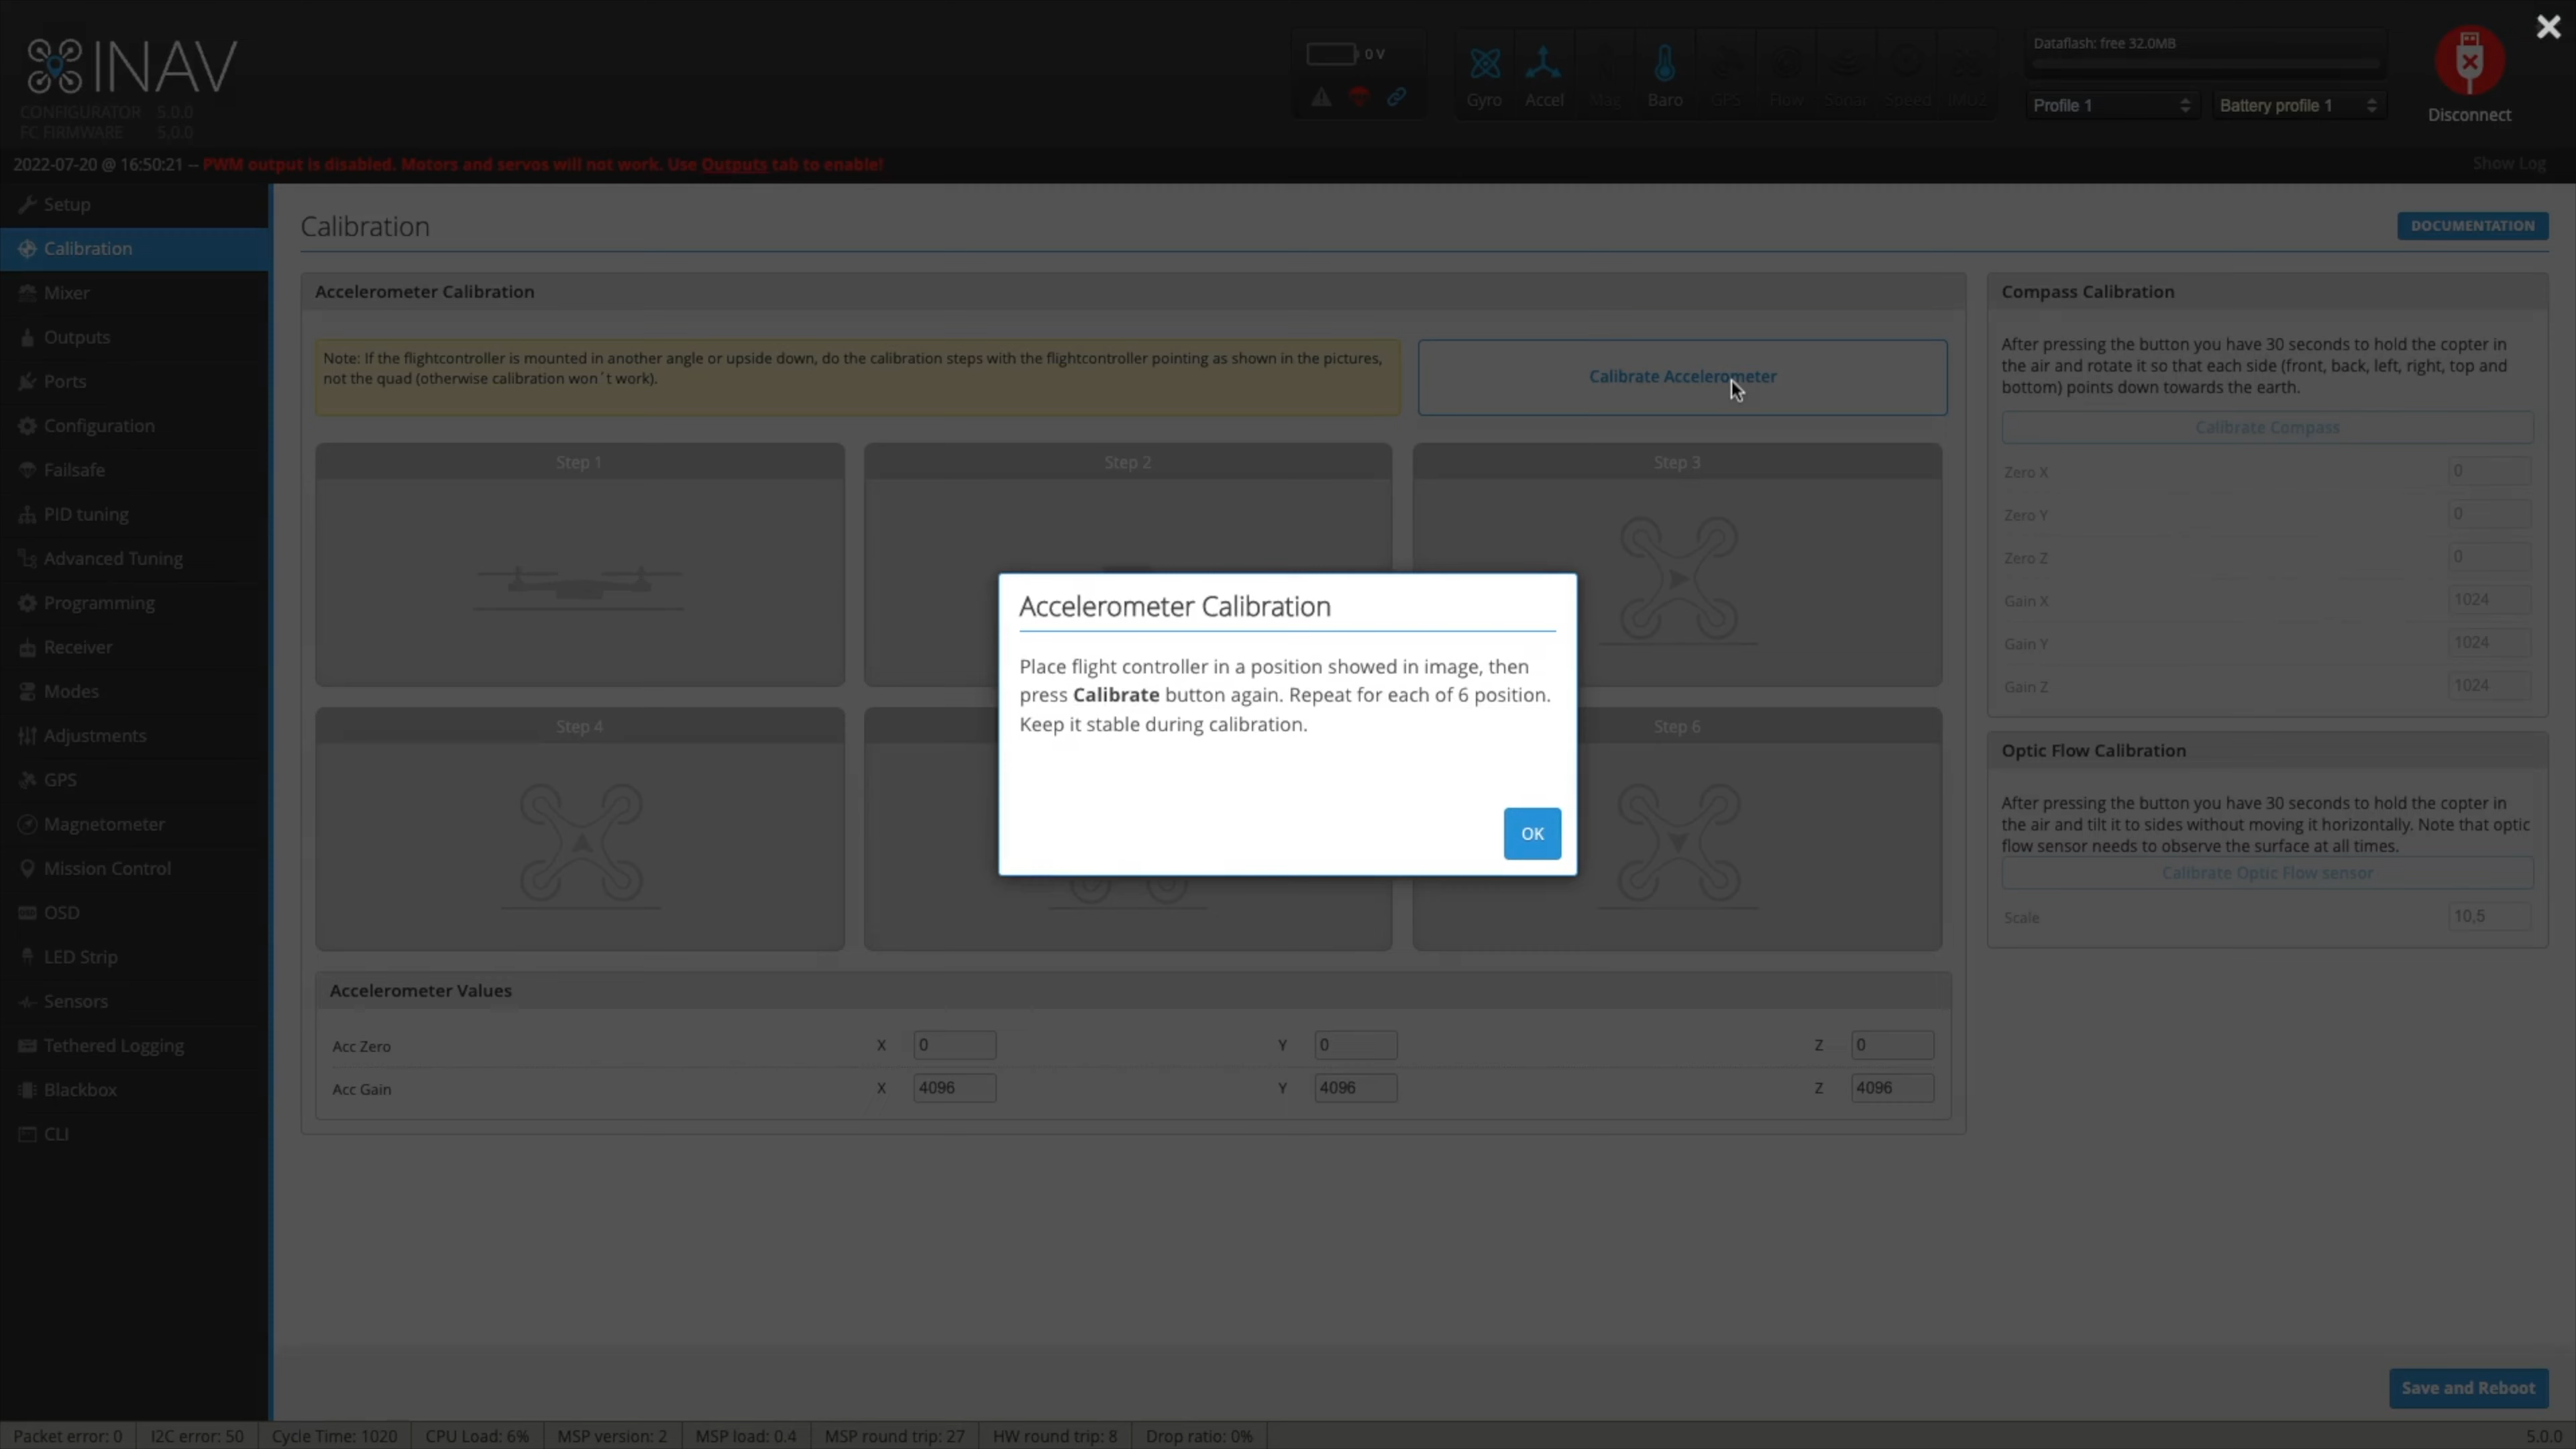 INAV
CONFIGURATOR 5.0.0
FC FIRMWARE 5.0.0
0 V
Gyro Accel Mag Baro GPS Flow Sonar Speed
Dataflash: free 32.0MB
Profile 1 Battery profile 1
Disconnect
2022-07-20 @ 16:50:21 -- PWM output is disabled. Motors and servos will not work. Use Outputs tab to enable!
Show Log
Setup
Calibration
Mixer
Outputs
Ports
Configuration
Failsafe
PID tuning
Advanced Tuning
Programming
Receiver
Modes
Adjustments
GPS
Magnetometer
Mission Control
OSD
LED Strip
Sensors
Tethered Logging
Blackbox
CLI
Calibration
DOCUMENTATION
Accelerometer Calibration
Note: If the flightcontroller is mounted in another angle or upside down, do the calibration steps with the flightcontroller pointing as shown in the pictures,
not the quad (otherwise calibration won´t work).
Calibrate Accelerometer
Step 1
Step 2
Step 3
Step 4
Step 6
Accelerometer Calibration
Place flight controller in a position showed in image, then
press Calibrate button again. Repeat for each of 6 position.
Keep it stable during calibration.
OK
Accelerometer Values
Acc Zero X 0 Y 0 Z 0
Acc Gain X 4096 Y 4096 Z 4096
Compass Calibration
After pressing the button you have 30 seconds to hold the copter in
the air and rotate it so that each side (front, back, left, right, top and
bottom) points down towards the earth.
Calibrate Compass
Zero X 0
Zero Y 0
Zero Z 0
Gain X 1024
Gain Y 1024
Gain Z 1024
Optic Flow Calibration
After pressing the button you have 30 seconds to hold the copter in
the air and tilt it to sides without moving it horizontally. Note that optic
flow sensor needs to observe the surface at all times.
Calibrate Optic Flow sensor
Scale 10,5
Save and Reboot
Packet error: 0 I2C error: 50 Cycle Time: 1020 CPU Load: 6% MSP version: 2 MSP load: 0.4 MSP round trip: 27 HW round trip: 8 Drop ratio: 0% 5.0.0